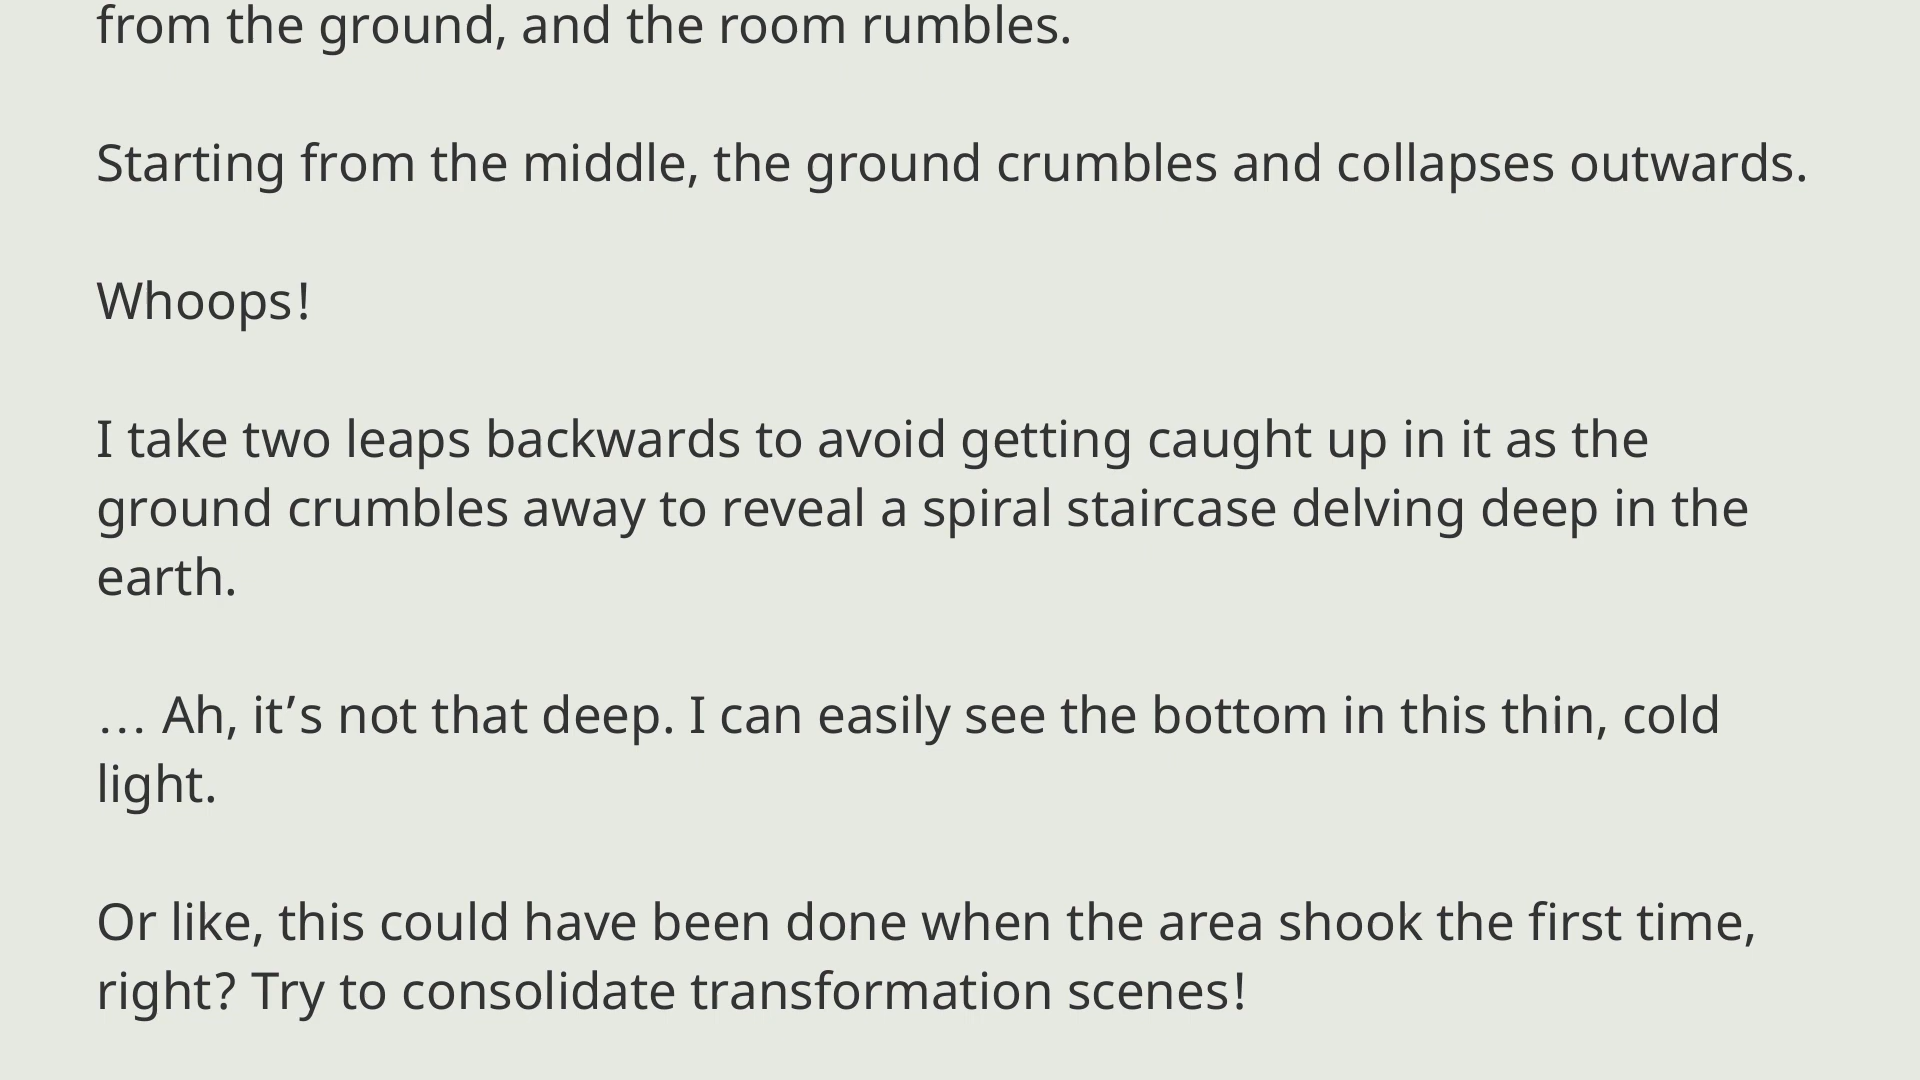 from the ground, and the room rumbles.
Starting from the middle, the ground crumbles and collapses outwards.
Whoops!
I take two leaps backwards to avoid getting caught up in it as the
ground crumbles away to reveal a spiral staircase delving deep in the
earth.
… Ah, it’s not that deep. I can easily see the bottom in this thin, cold
light.
Or like, this could have been done when the area shook the first time,
right? Try to consolidate transformation scenes!